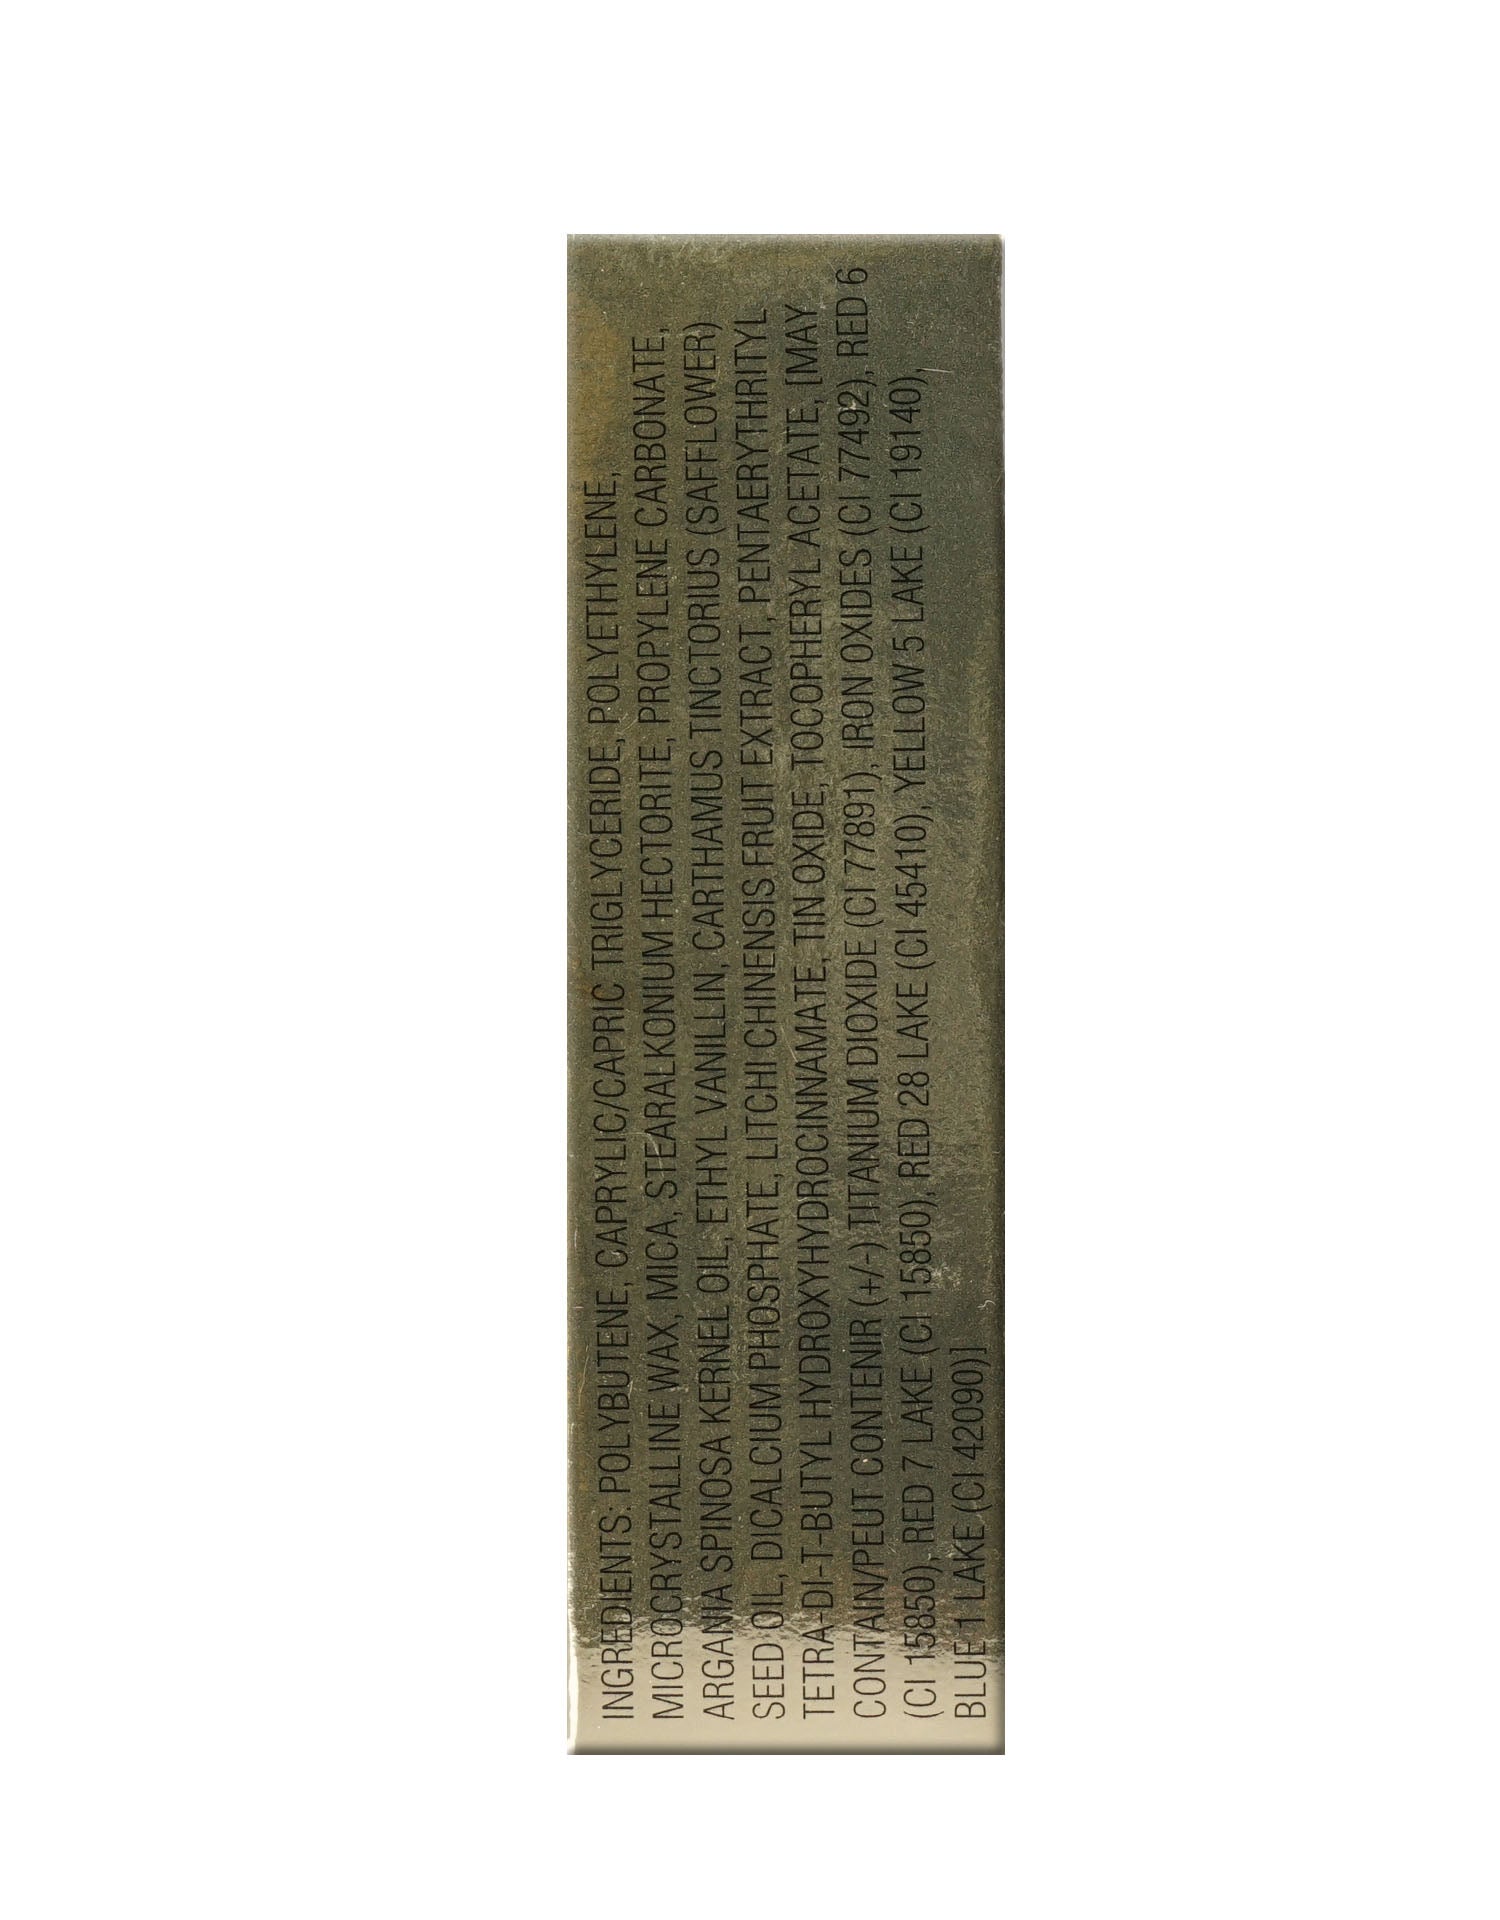 INGREDIENTS: POLYBUTENE, CAPRYLIC/CAPRIC TRIGLYCERIDE, POLYETHYLENE,
MICROCRYSTALLINE WAX, MICA, STEARALKONIUM HECTORITE, PROPYLENE CARBONATE,
ARGANIA SPINOSA KERNEL OIL, ETHYL VANILLIN, CARTHAMUS TINCTORIUS (SAFFLOWER)
SEED OIL, DICALCIUM PHOSPHATE, LITCHI CHINENSIS FRUIT EXTRACT, PENTAERYTHRITYL
TETRA-DI-T-BUTYL HYDROXYHYDROCINNAMATE, TIN OXIDE, TOCOPHERYL ACETATE, [MAY
CONTAIN/PEUT CONTENIR (+/-) TITANIUM DIOXIDE (CI 77891), IRON OXIDES (CI 77492), RED 6
(CI 15850), RED 7 LAKE (CI 15850), RED 28 LAKE (CI 45410), YELLOW 5 LAKE (CI 19140),
BLUE 1 LAKE (CI 42090)]